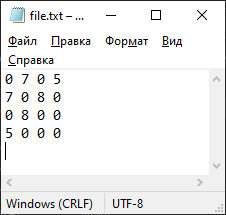 file.txt – ...
Файл Правка Формат Вид
Справка
0 7 0 5
7 0 8 0
0 8 0 0
5 0 0 0
Windows (CRLF) UTF-8